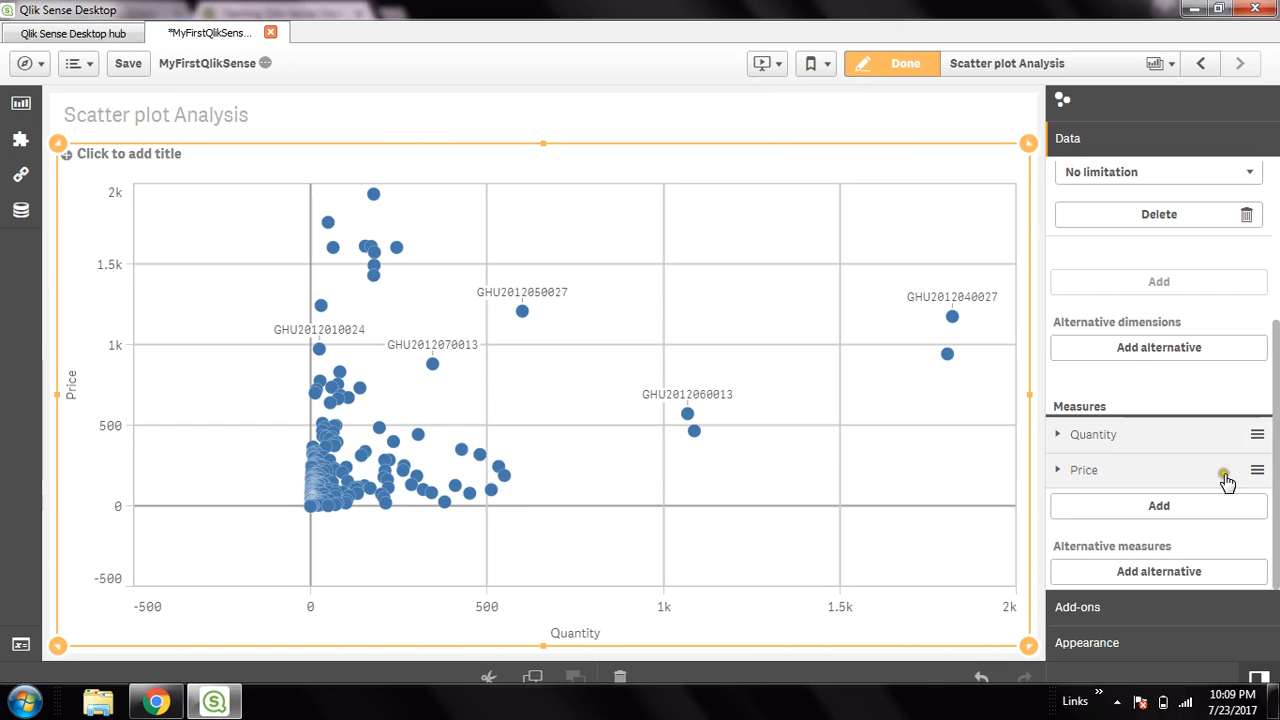 Qlik Sense Desktop
Qlik Sense Desktop hub
*MyFirstQlikSens...
Save
MyFirstQlikSense
Done
Scatter plot Analysis
Scatter plot Analysis
Click to add title
2k
1.5k
1k
500
0
-500
Price
GHU2012050027
GHU2012040027
GHU2012010024
GHU2012070013
GHU2012060013
-500
0
500
1k
1.5k
2k
Quantity
Data
No limitation
Delete
Add
Alternative dimensions
Add alternative
Measures
Quantity
Price
Add
Alternative measures
Add alternative
Add-ons
Appearance
Links
10:09 PM
7/23/2017